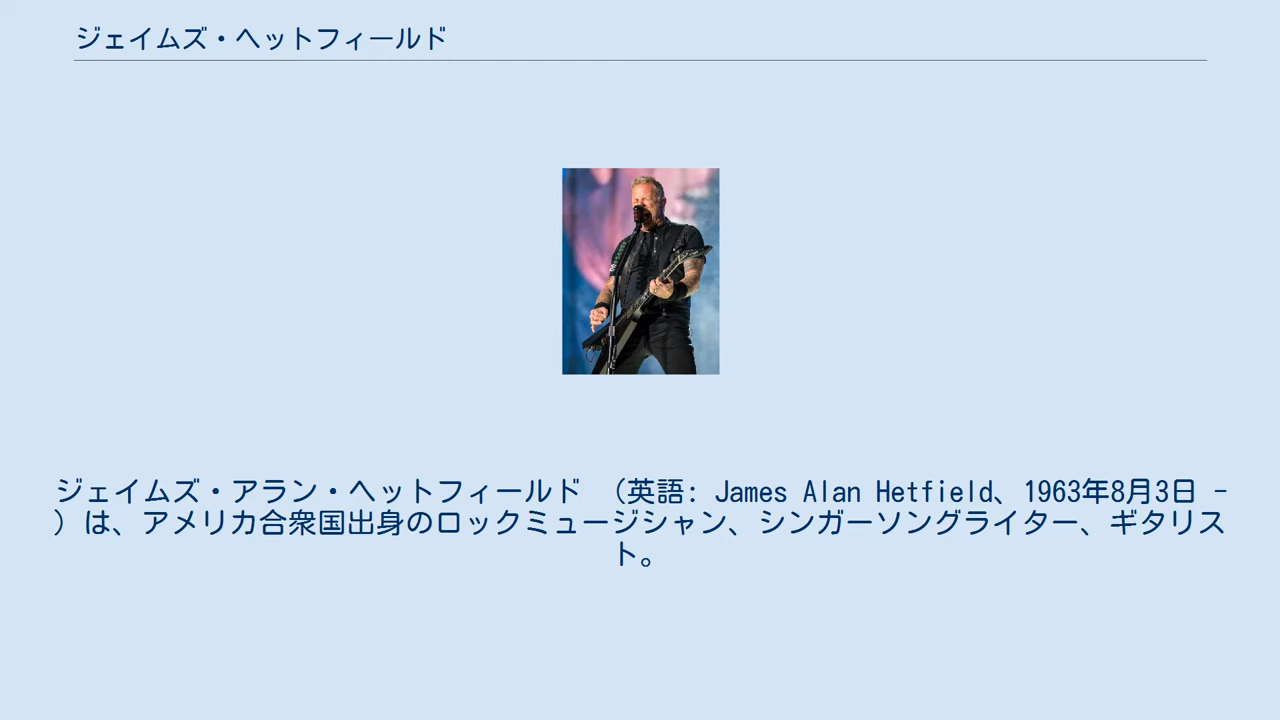 ジェイムズ・ヘットフィールド
ジェイムズ・アラン・ヘットフィールド （英語: James Alan Hetfield、1963年8月3日 -
）は、アメリカ合衆国出身のロックミュージシャン、シンガーソングライター、ギタリス
ト。